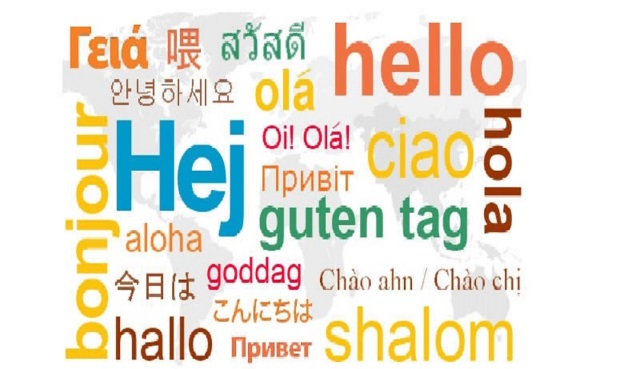 Γειά
喂
สวัสดี
hello
안녕하세요
olá
hola
bonjour
Hej
Oi! Olá!
ciao
Привіт
aloha
guten tag
今日は
goddag
Chào ahn / Chào chị
こんにちは
hallo
Привет
shalom